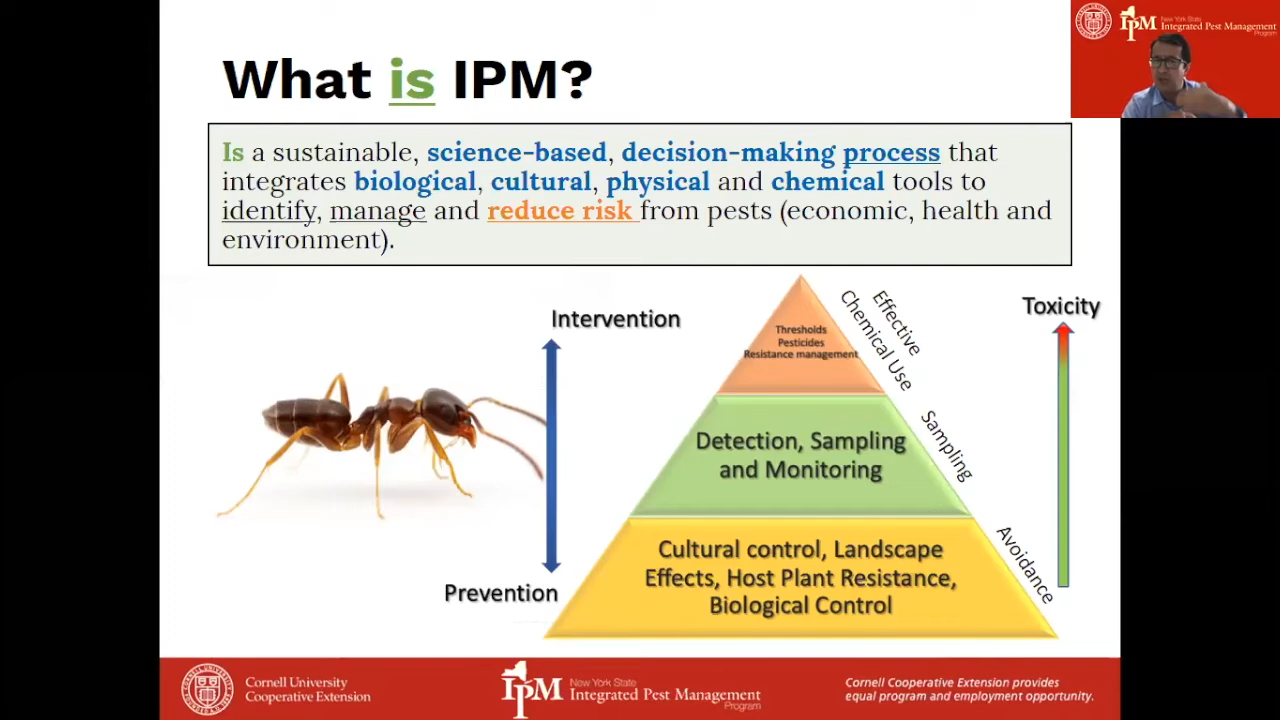 New York State
IPM Integrated Pest Management
Program
What is IPM?
Is a sustainable, science-based, decision-making process that
integrates biological, cultural, physical and chemical tools to
identify, manage and reduce risk from pests (economic, health and
environment).
Intervention
Prevention
Thresholds
Pesticides
Resistance management
Detection, Sampling
and Monitoring
Cultural control, Landscape
Effects, Host Plant Resistance,
Biological Control
Effective
Chemical Use
Sampling
Avoidance
Toxicity
Cornell University
Cooperative Extension
New York State
IPM Integrated Pest Management
Program
Cornell Cooperative Extension provides
equal program and employment opportunity.